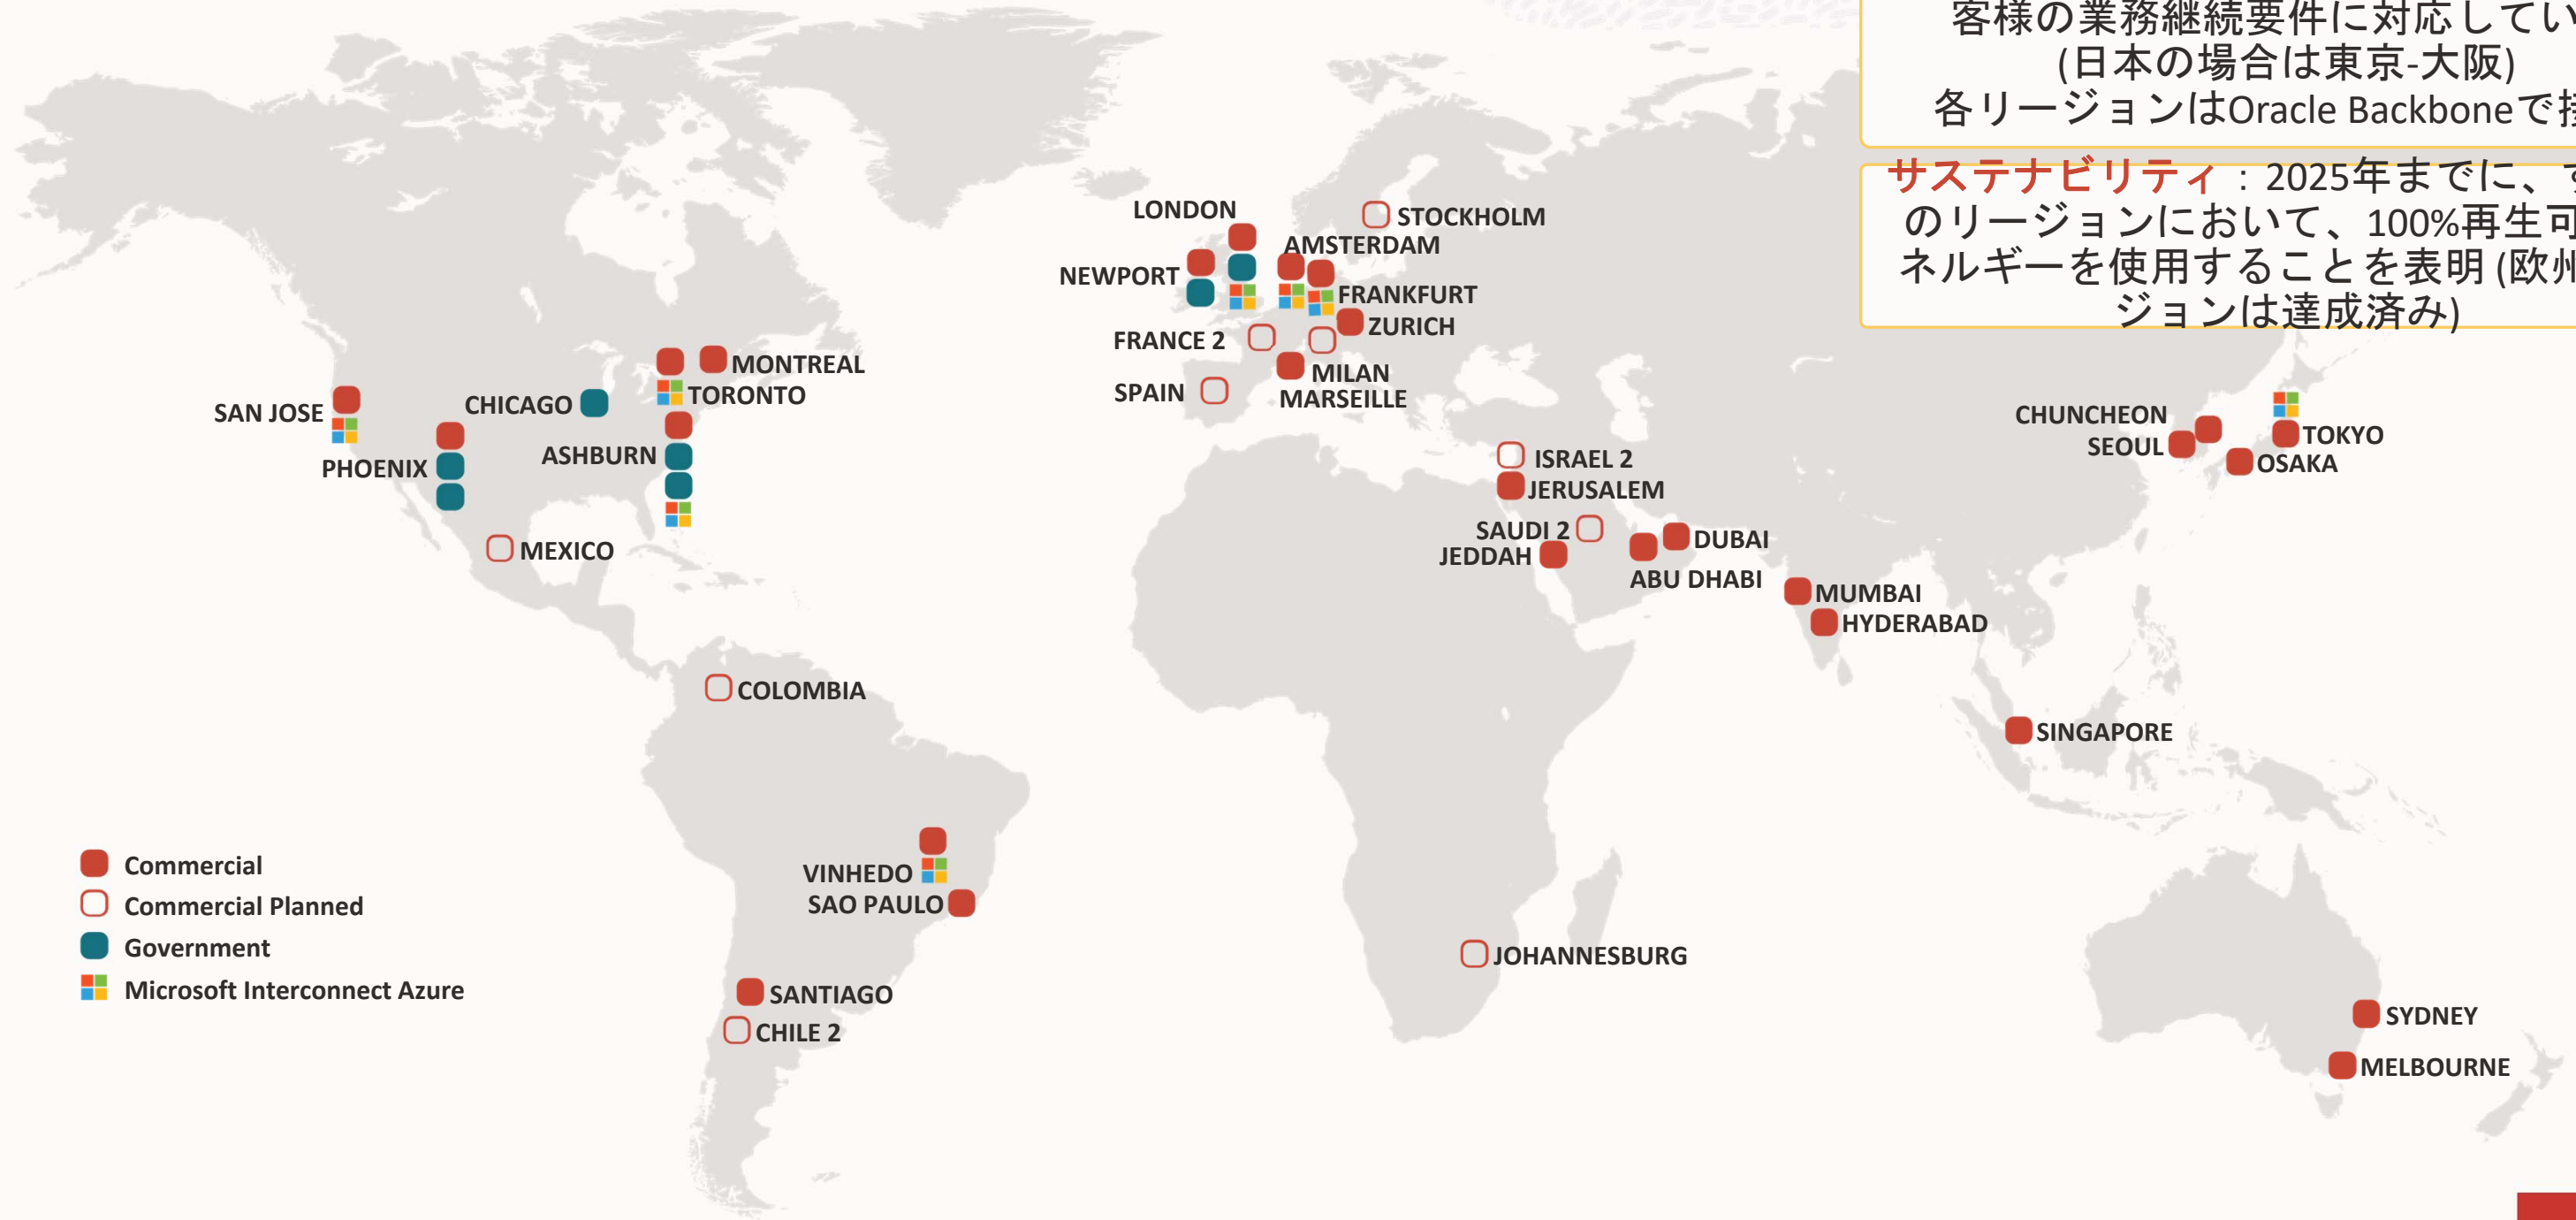 客様の業務継続要件に対応してい
(日本の場合は東京-大阪)
各リージョンはOracle Backboneで接
サステナビリティ：2025年までに、す
のリージョンにおいて、100%再生可
ネルギーを使用することを表明 (欧州
ジョンは達成済み)
LONDON
STOCKHOLM
AMSTERDAM
NEWPORT
FRANKFURT
ZURICH
FRANCE 2
MILAN
SPAIN
MARSEILLE
MONTREAL
TORONTO
CHICAGO
SAN JOSE
ASHBURN
PHOENIX
MEXICO
CHUNCHEON
SEOUL
TOKYO
OSAKA
ISRAEL 2
JERUSALEM
SAUDI 2
JEDDAH
DUBAI
ABU DHABI
MUMBAI
HYDERABAD
COLOMBIA
SINGAPORE
VINHEDO
SAO PAULO
JOHANNESBURG
SANTIAGO
CHILE 2
SYDNEY
MELBOURNE
Commercial
Commercial Planned
Government
Microsoft Interconnect Azure